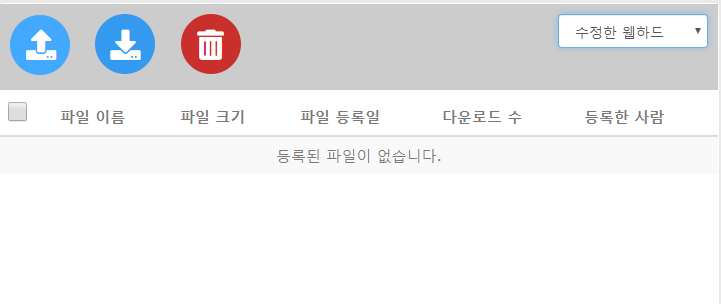 수정한 웹하드
파일 이름 파일 크기 파일 등록일 다운로드 수 등록한 사람
등록된 파일이 없습니다.